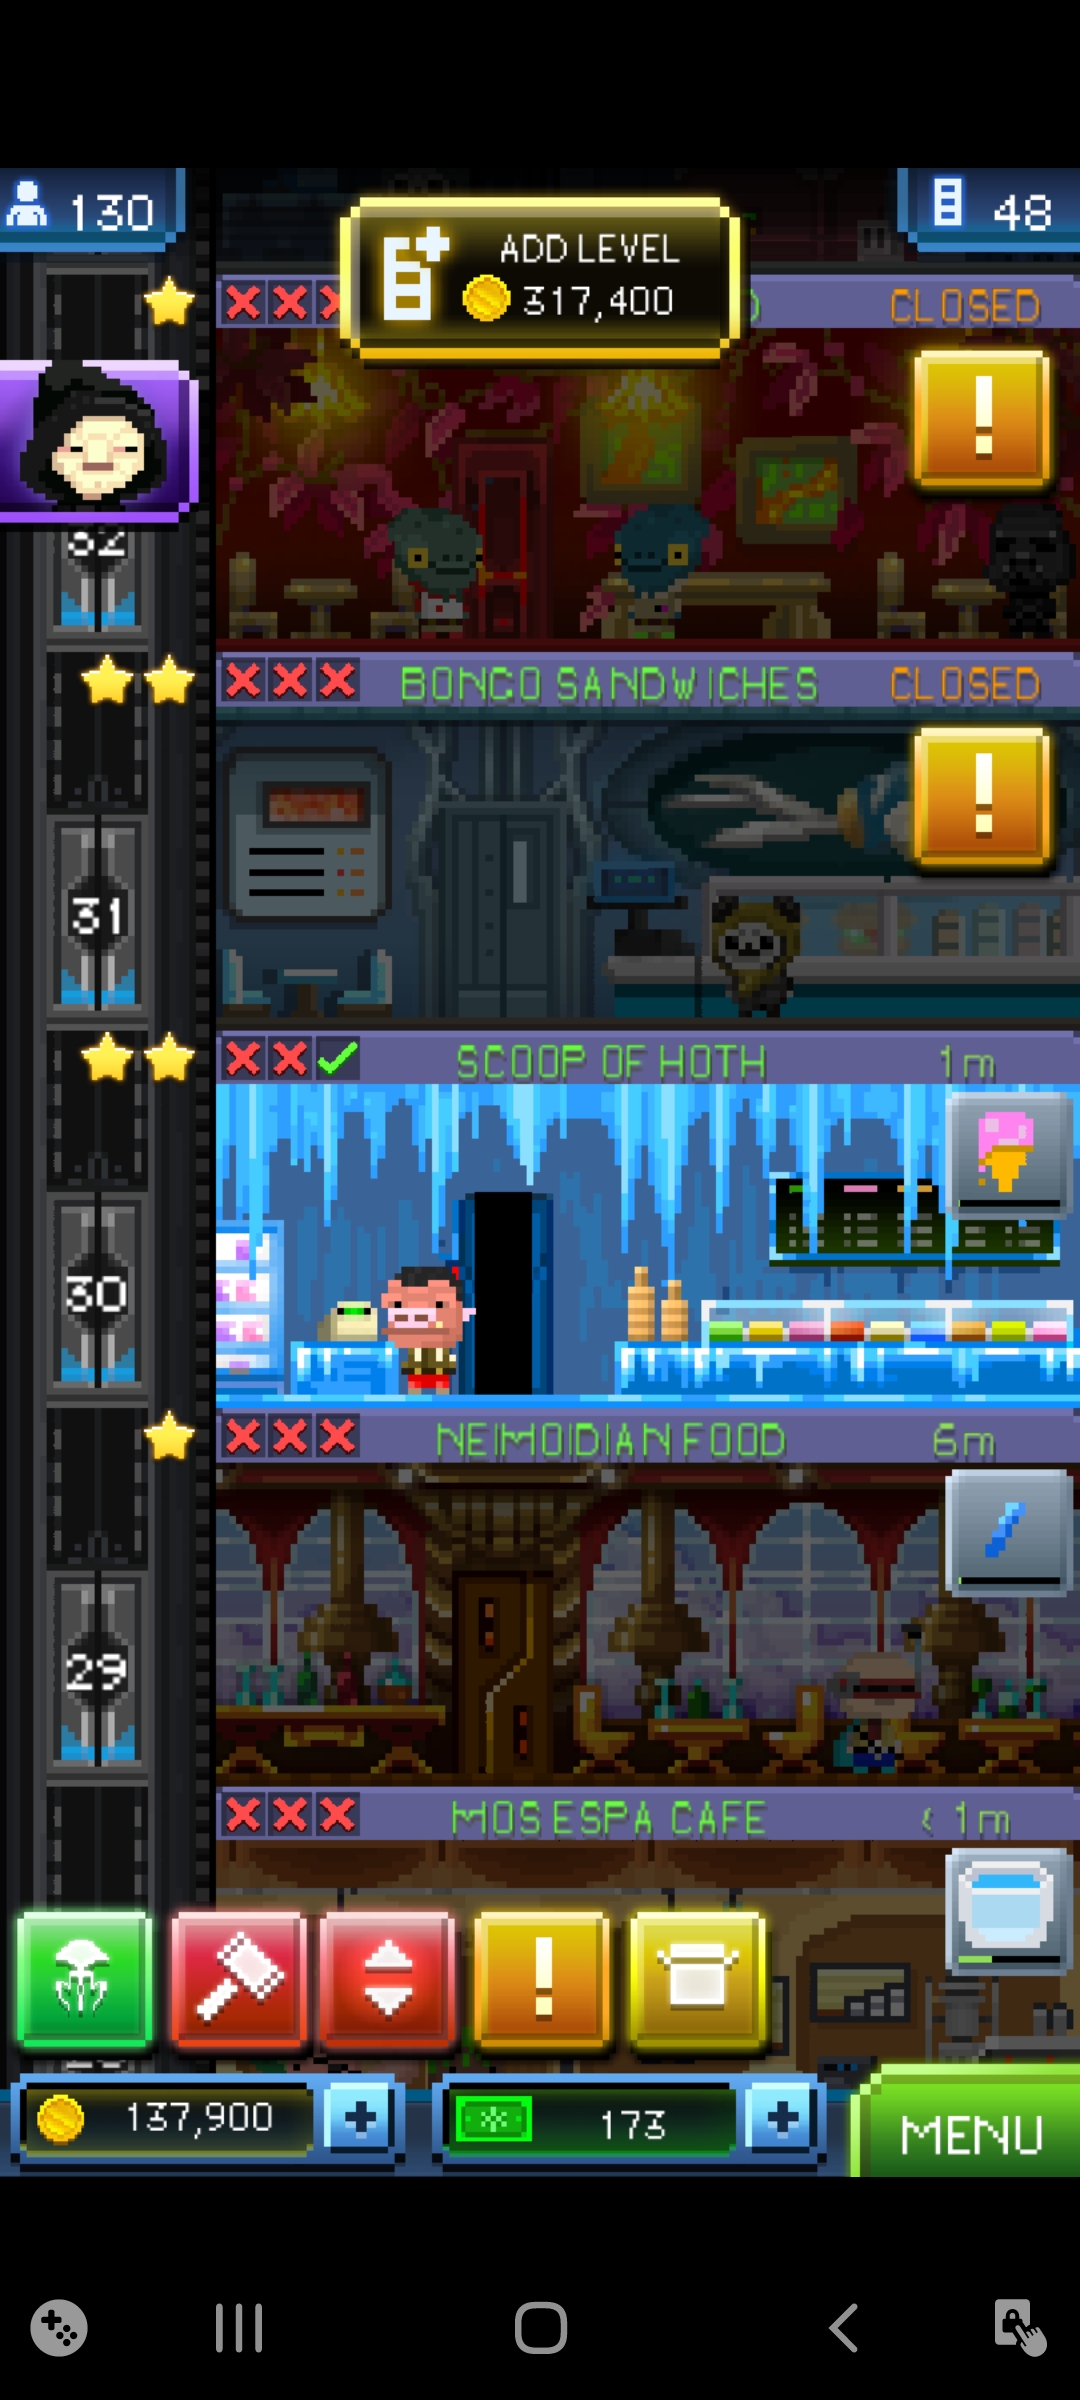 130
ADD LEVEL
317,400
48
CLOSED
32
BONGO SANDWICHES
CLOSED
31
SCOOP OF HOTH
1m
30
NEIMOIDIAN FOOD
6m
29
MOS ESPA CAFE
< 1m
137,900
173
MENU